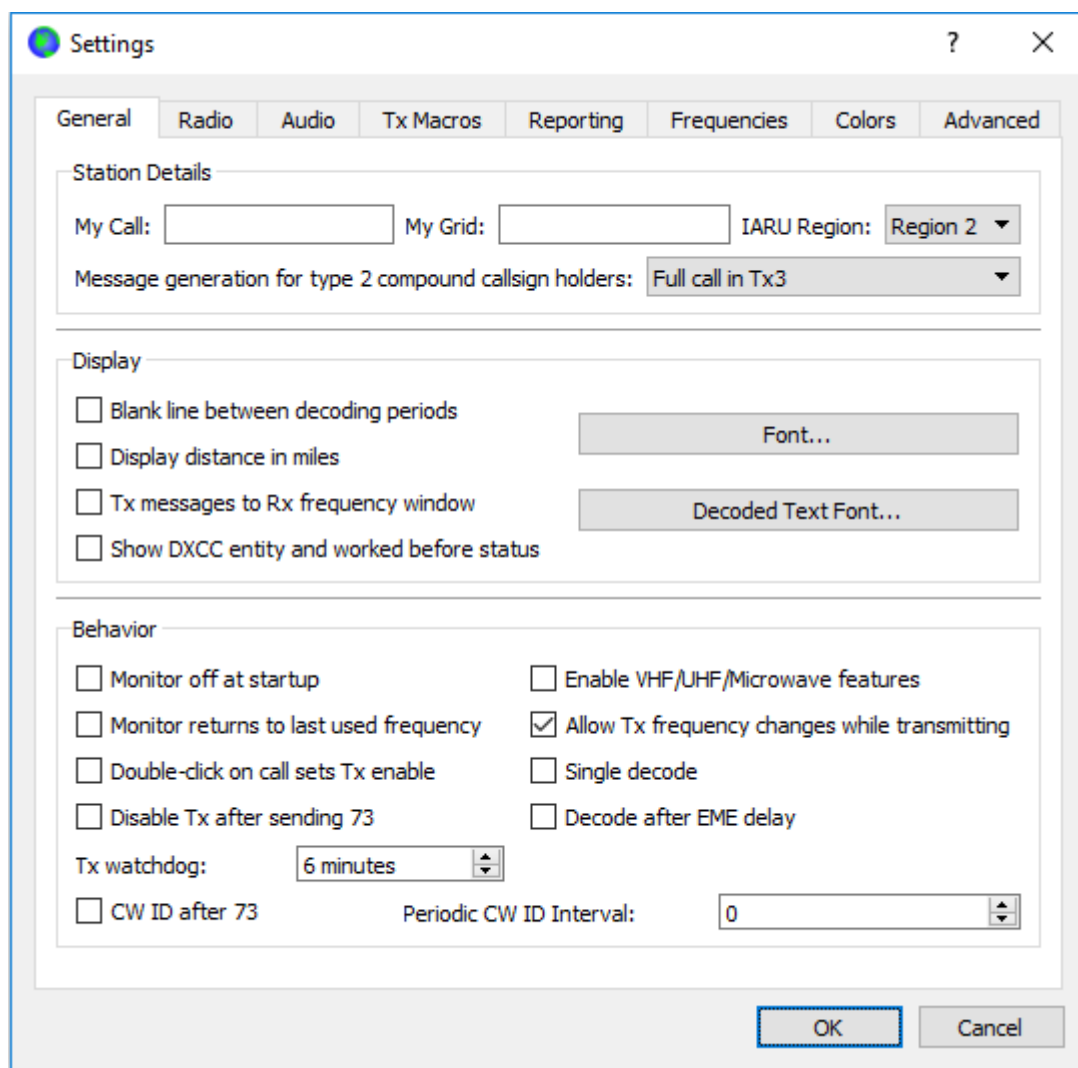 Settings ?
General Radio Audio Tx Macros Reporting Frequencies Colors Advanced
Station Details
My Call: My Grid: IARU Region: Region 2
Message generation for type 2 compound callsign holders: Full call in Tx3
Display
Blank line between decoding periods
Font...
Display distance in miles
Tx messages to Rx frequency window
Decoded Text Font...
Show DXCC entity and worked before status
Behavior
Monitor off at startup Enable VHF/UHF/Microwave features
Monitor returns to last used frequency Allow Tx frequency changes while transmitting
Double-click on call sets Tx enable Single decode
Disable Tx after sending 73 Decode after EME delay
Tx watchdog: 6 minutes
CW ID after 73 Periodic CW ID Interval: 0
OK Cancel